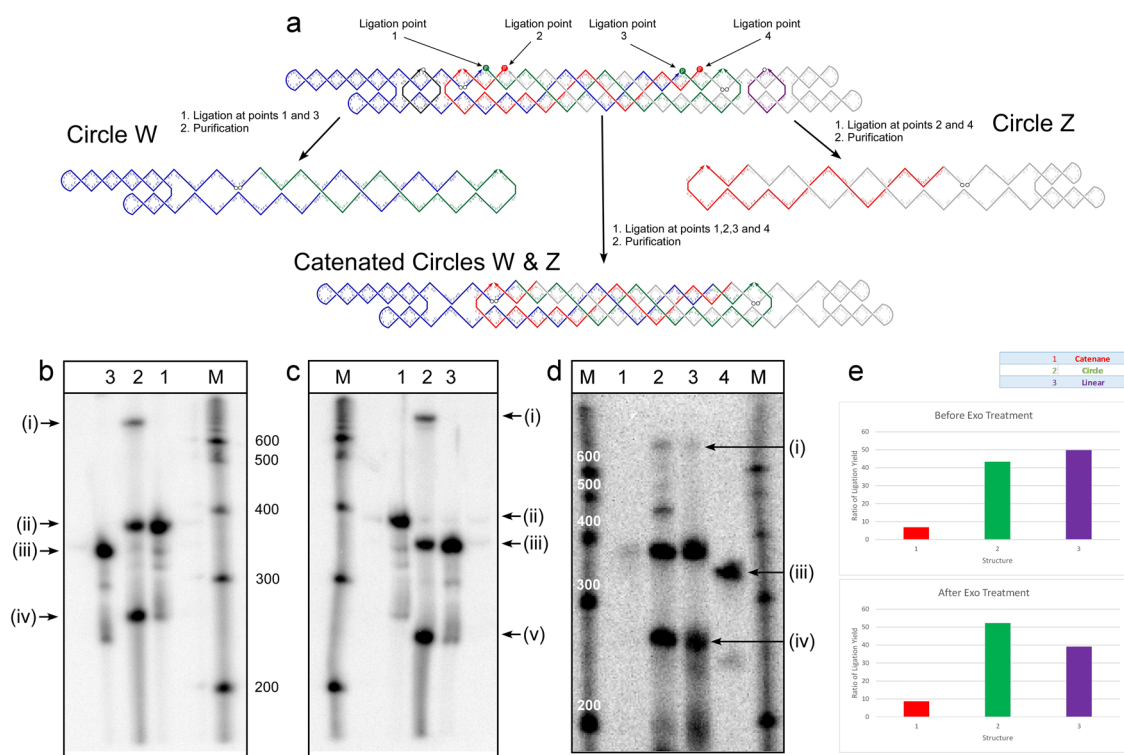 a
Ligation point
1
Ligation point
2
Ligation point
3
Ligation point
4
P
P
P
P
1. Ligation at points 1 and 3
2. Purification
1. Ligation at points 2 and 4
2. Purification
Circle W
Circle Z
1. Ligation at points 1,2,3 and 4
2. Purification
Catenated Circles W & Z
b
3 2 1 M
(i)
(ii)
(iii)
(iv)
600
500
400
300
200
c
M 1 2 3
(i)
(ii)
(iii)
(v)
d
M 1 2 3 4 M
600
500
400
300
200
(i)
(iii)
(iv)
e
1 Catenane
2 Circle
3 Linear
Before Exo Treatment
Ratio of Ligation Yield
60
50
40
30
20
10
0
1 2 3
Structure
After Exo Treatment
Ratio of Ligation Yield
60
50
40
30
20
10
0
1 2 3
Structure